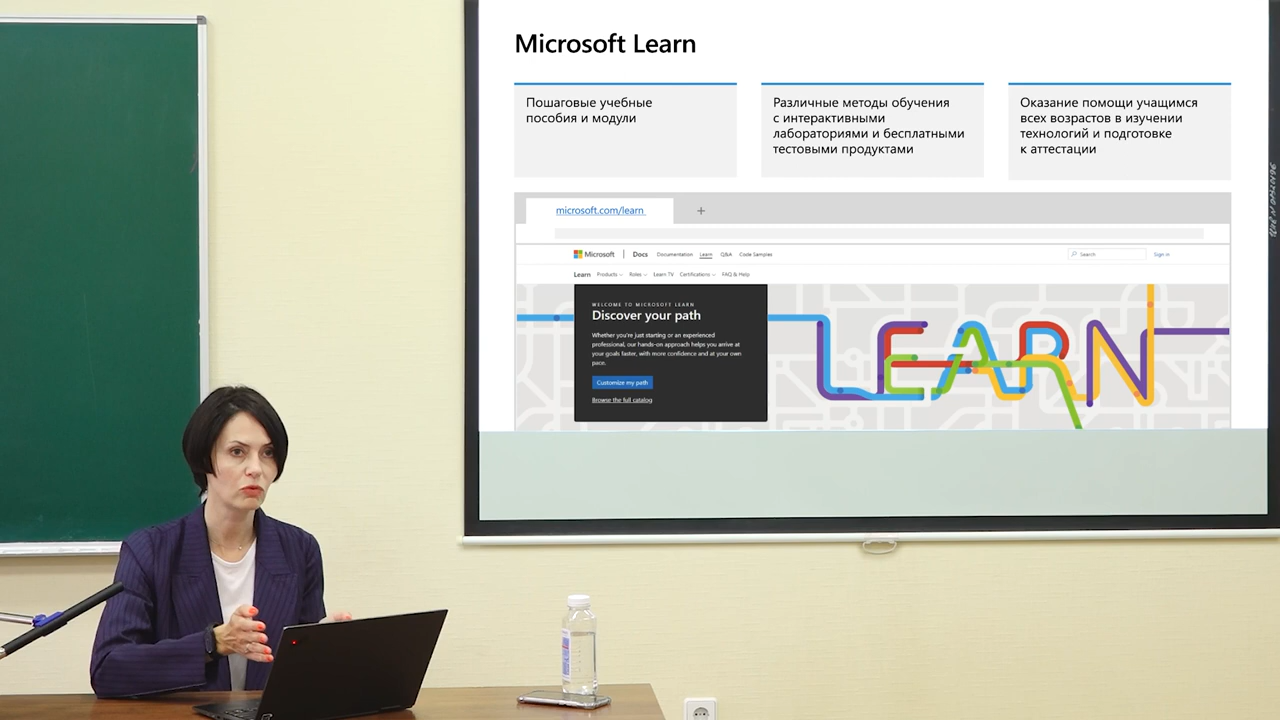 Microsoft Learn
Пошаговые учебные
пособия и модули
Различные методы обучения
с интерактивными
лабораториями и бесплатными
тестовыми продуктами
Оказание помощи учащимся
всех возрастов в изучении
технологий и подготовке
к аттестации
microsoft.com/learn
+
Microsoft | Docs Documentation Learn Q&A Code Samples Search Sign in
Learn Products Roles Learn TV Certifications FAQ & Help
WELCOME TO MICROSOFT LEARN
Discover your path
Whether you're just starting or an experienced
professional, our hands-on approach helps you arrive at
your goals faster, with more confidence and at your own
pace.
Customize my path
Browse the full catalog
LEARN